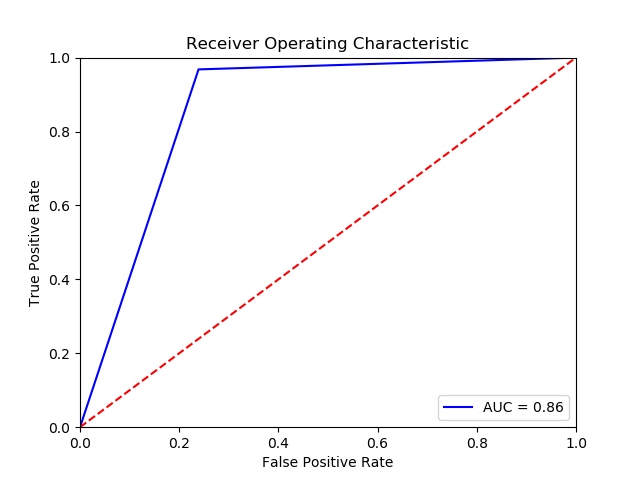 Receiver Operating Characteristic
1.0
0.8
0.6
0.4
0.2
0.0
True Positive Rate
AUC = 0.86
0.0 0.2 0.4 0.6 0.8 1.0
False Positive Rate